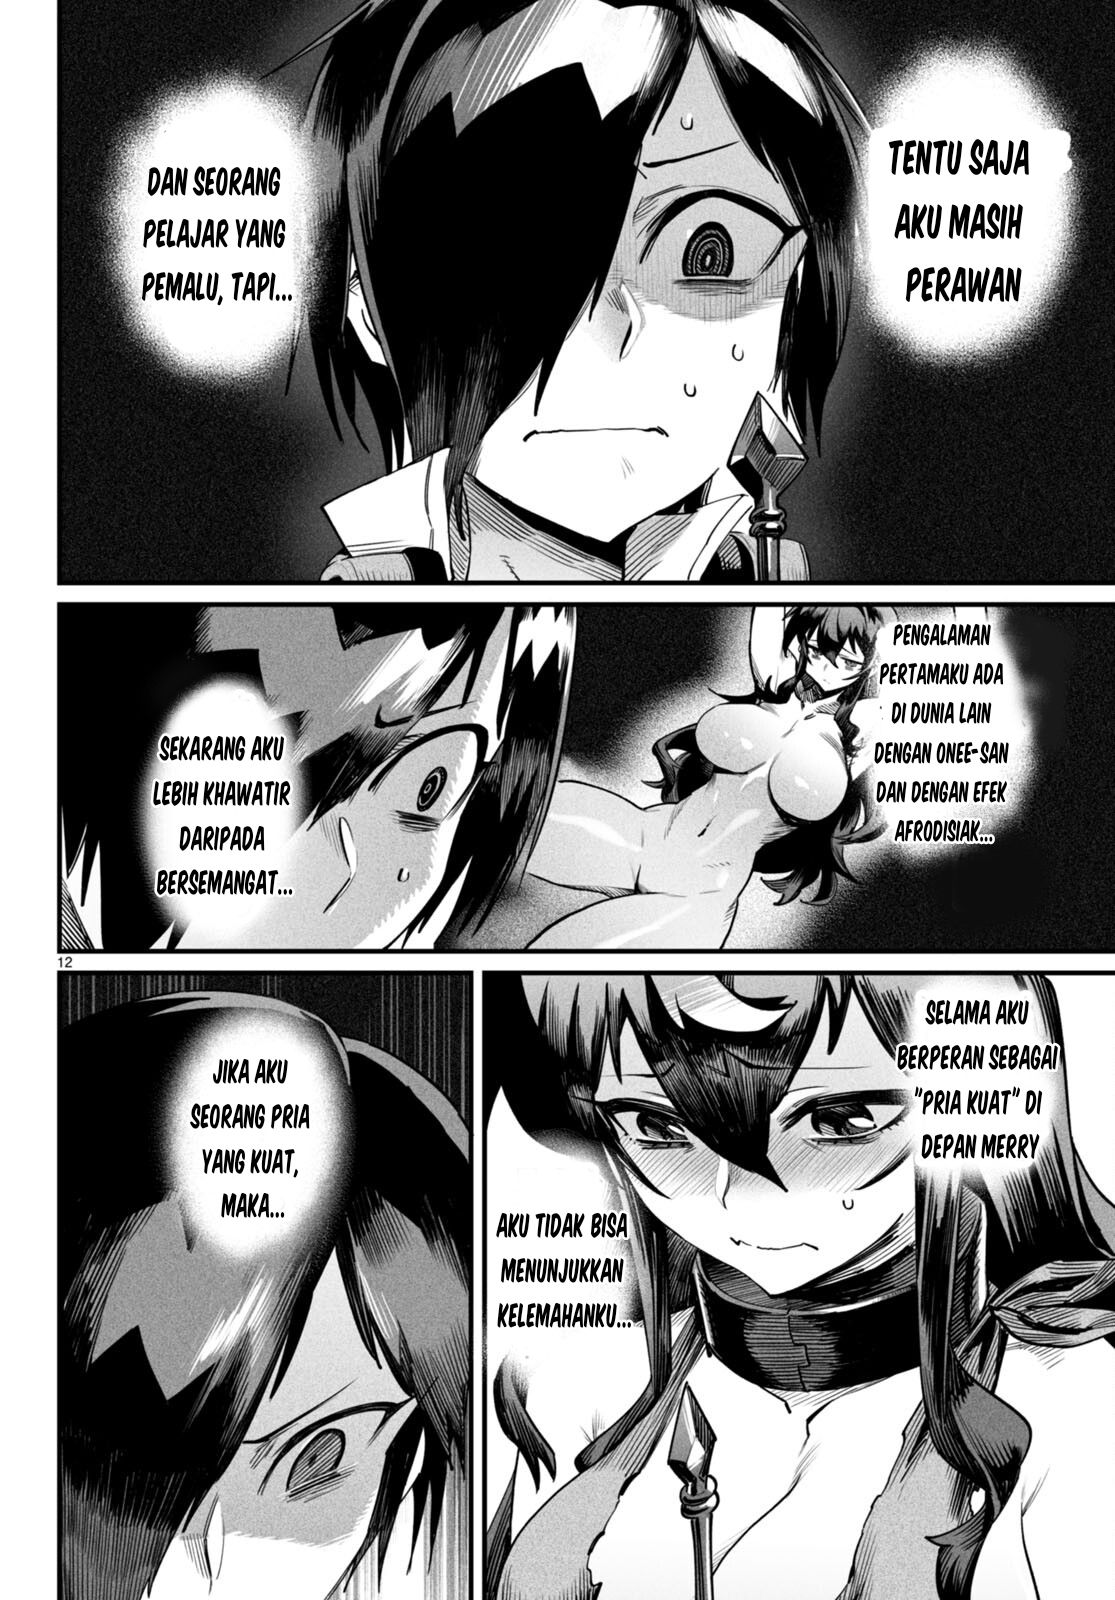 TENTU SAJA
AKU MASIH
PERAWAN
DAN SEORANG
PELAJAR YANG
PEMALU, TAPI...
PENGALAMAN
PERTAMAKU ADA
DI DUNIA LAIN
DENGAN ONEE-SAN
DAN DENGAN EFEK
AFRODISIAK...
SEKARANG AKU
LEBIH KHAWATIR
DARIPADA
BERSEMANGAT...
12
SELAMA AKU
BERPERAN SEBAGAI
"PRIA KUAT" DI
DEPAN MERRY
AKU TIDAK BISA
MENUNJUKKAN
KELEMAHANKU...
JIKA AKU
SEORANG PRIA
YANG KUAT,
MAKA...